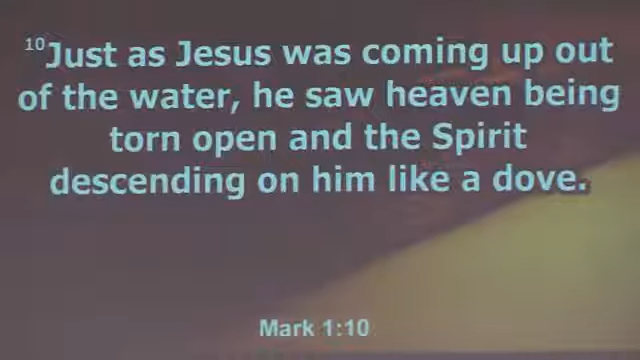 ¹⁰Just as Jesus was coming up out
of the water, he saw heaven being
torn open and the Spirit
descending on him like a dove.
Mark 1:10